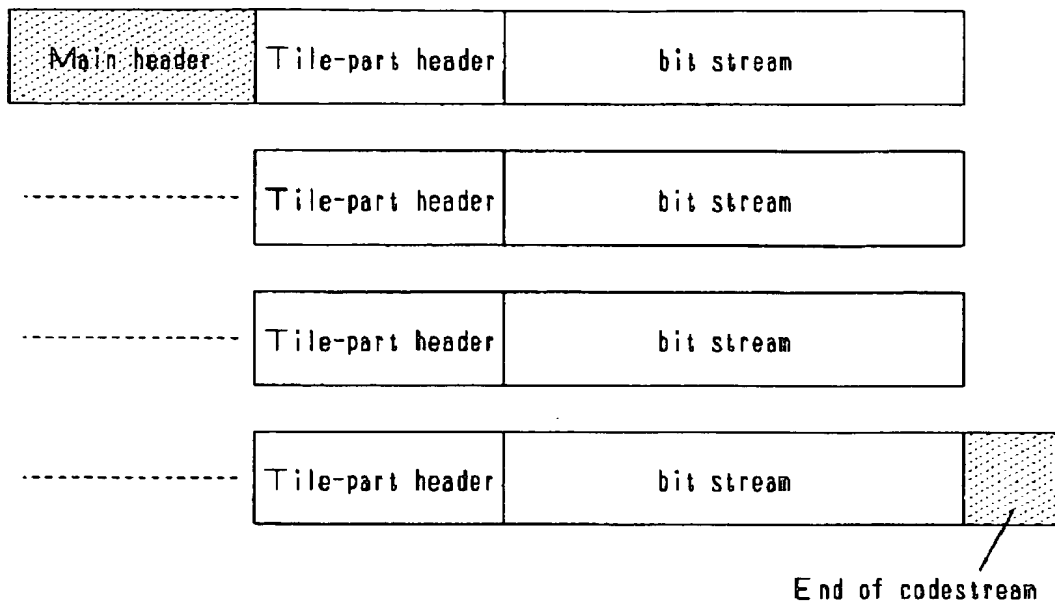 Main header Tile-part header bit stream
Tile-part header bit stream
Tile-part header bit stream
Tile-part header bit stream
End of codestream